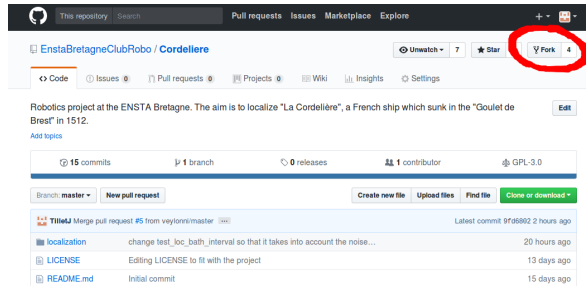 This repository Search Pull requests Issues Marketplace Explore
EnstaBretagneClubRobo / Cordeliere Unwatch 7 Star Fork 4
Code Issues 0 Pull requests 0 Projects 0 Wiki Insights Settings
Robotics project at the ENSTA Bretagne. The aim is to localize "La Cordelière", a French ship which sunk in the "Goulet de Edit
Brest" in 1512.
Add topics
15 commits 1 branch 0 releases 1 contributor GPL-3.0
Branch: master New pull request Create new file Upload files Find file Clone or download
TilletJ Merge pull request #5 from veylonni/master ... Latest commit 9fd6802 2 hours ago
localization change test_loc_bath_interval so that it takes into account the noise… 20 hours ago
LICENSE Editing LICENSE to fit with the project 13 days ago
README.md Initial commit 15 days ago